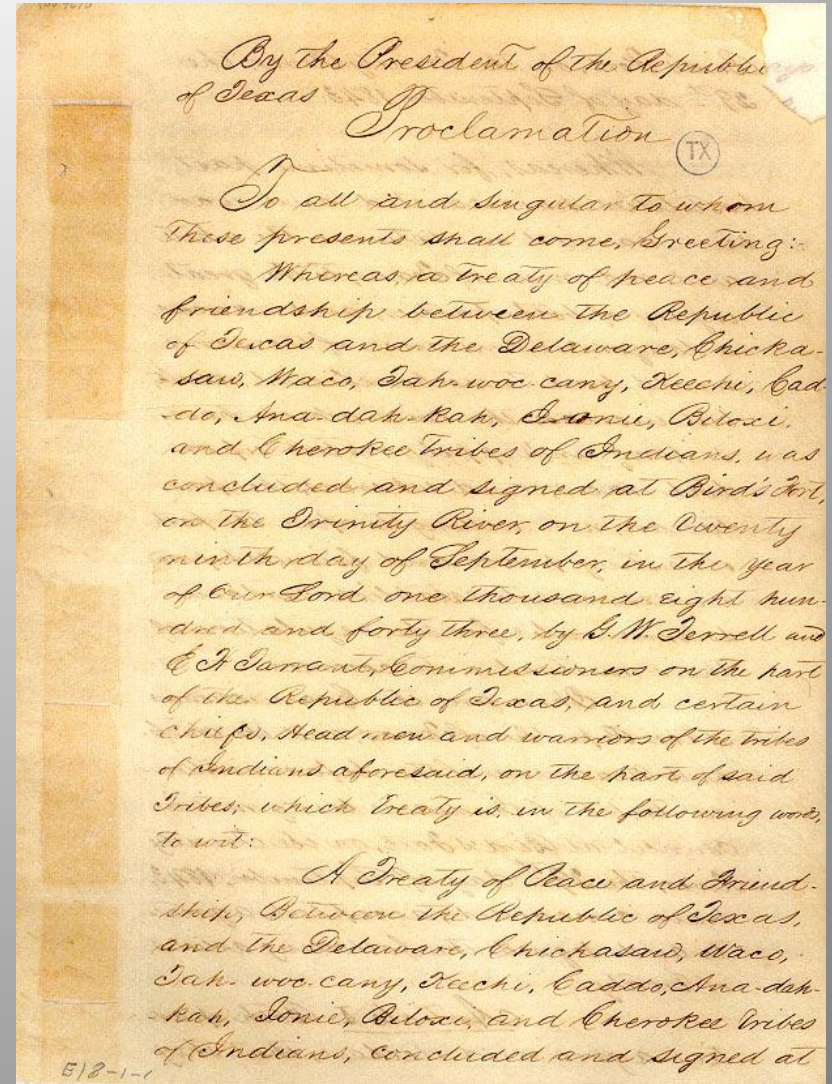 By the President of the Republic
of Texas
Proclamation
TX
To all and singular to whom
these presents shall come, Greeting:-
Whereas, a treaty of peace and
friendship between the Republic
of Texas and the Delaware, Chicka-
saw, Waco, Tah-woc-cany, Keechi, Cad-
-do, Ana-dah-kah, Ionie, Biloxi,
and Cherokee tribes of Indians, was
concluded and signed at Bird's Fort,
on the Trinity River, on the twenty
ninth day of September, in the year
of our Lord one thousand eight hun-
dred and forty three, by G. W. Terrell and
E H Tarrant, Commissioners on the part
of the Republic of Texas, and certain
chiefs, Head men and warriors of the tribes
of Indians aforesaid, on the part of said
Tribes; which treaty is, in the following words,
to wit:
A Treaty of Peace and Friend-
ship, Between the Republic of Texas,
and the Delaware, Chickasaw, Waco,
Tah-woc-cany, Keechi, Caddo, Ana-dah-
kah, Ionie, Biloxi, and Cherokee tribes
of Indians, concluded and signed at
E/8-1-1